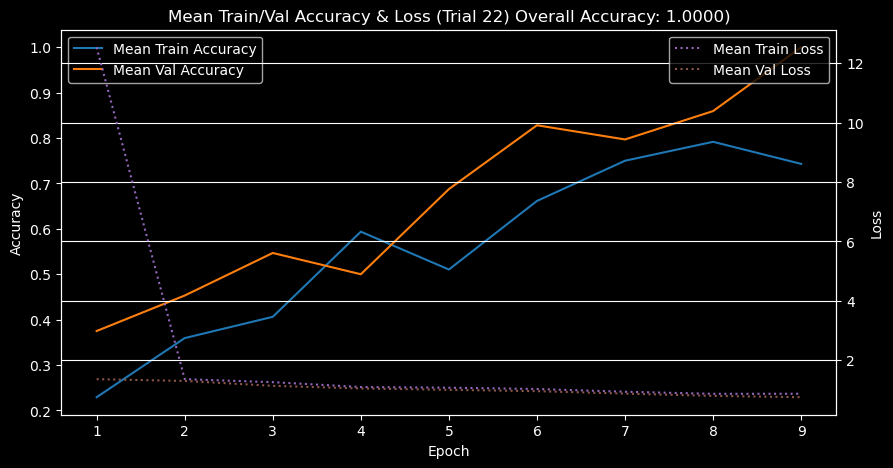 Mean Train/Val Accuracy & Loss (Trial 22) Overall Accuracy: 1.0000)
Mean Train Accuracy
Mean Val Accuracy
Mean Train Loss
Mean Val Loss
Accuracy
1.0
0.9
0.8
0.7
0.6
0.5
0.4
0.3
0.2
12
10
8
6
4
2
Loss
1 2 3 4 5 6 7 8 9
Epoch